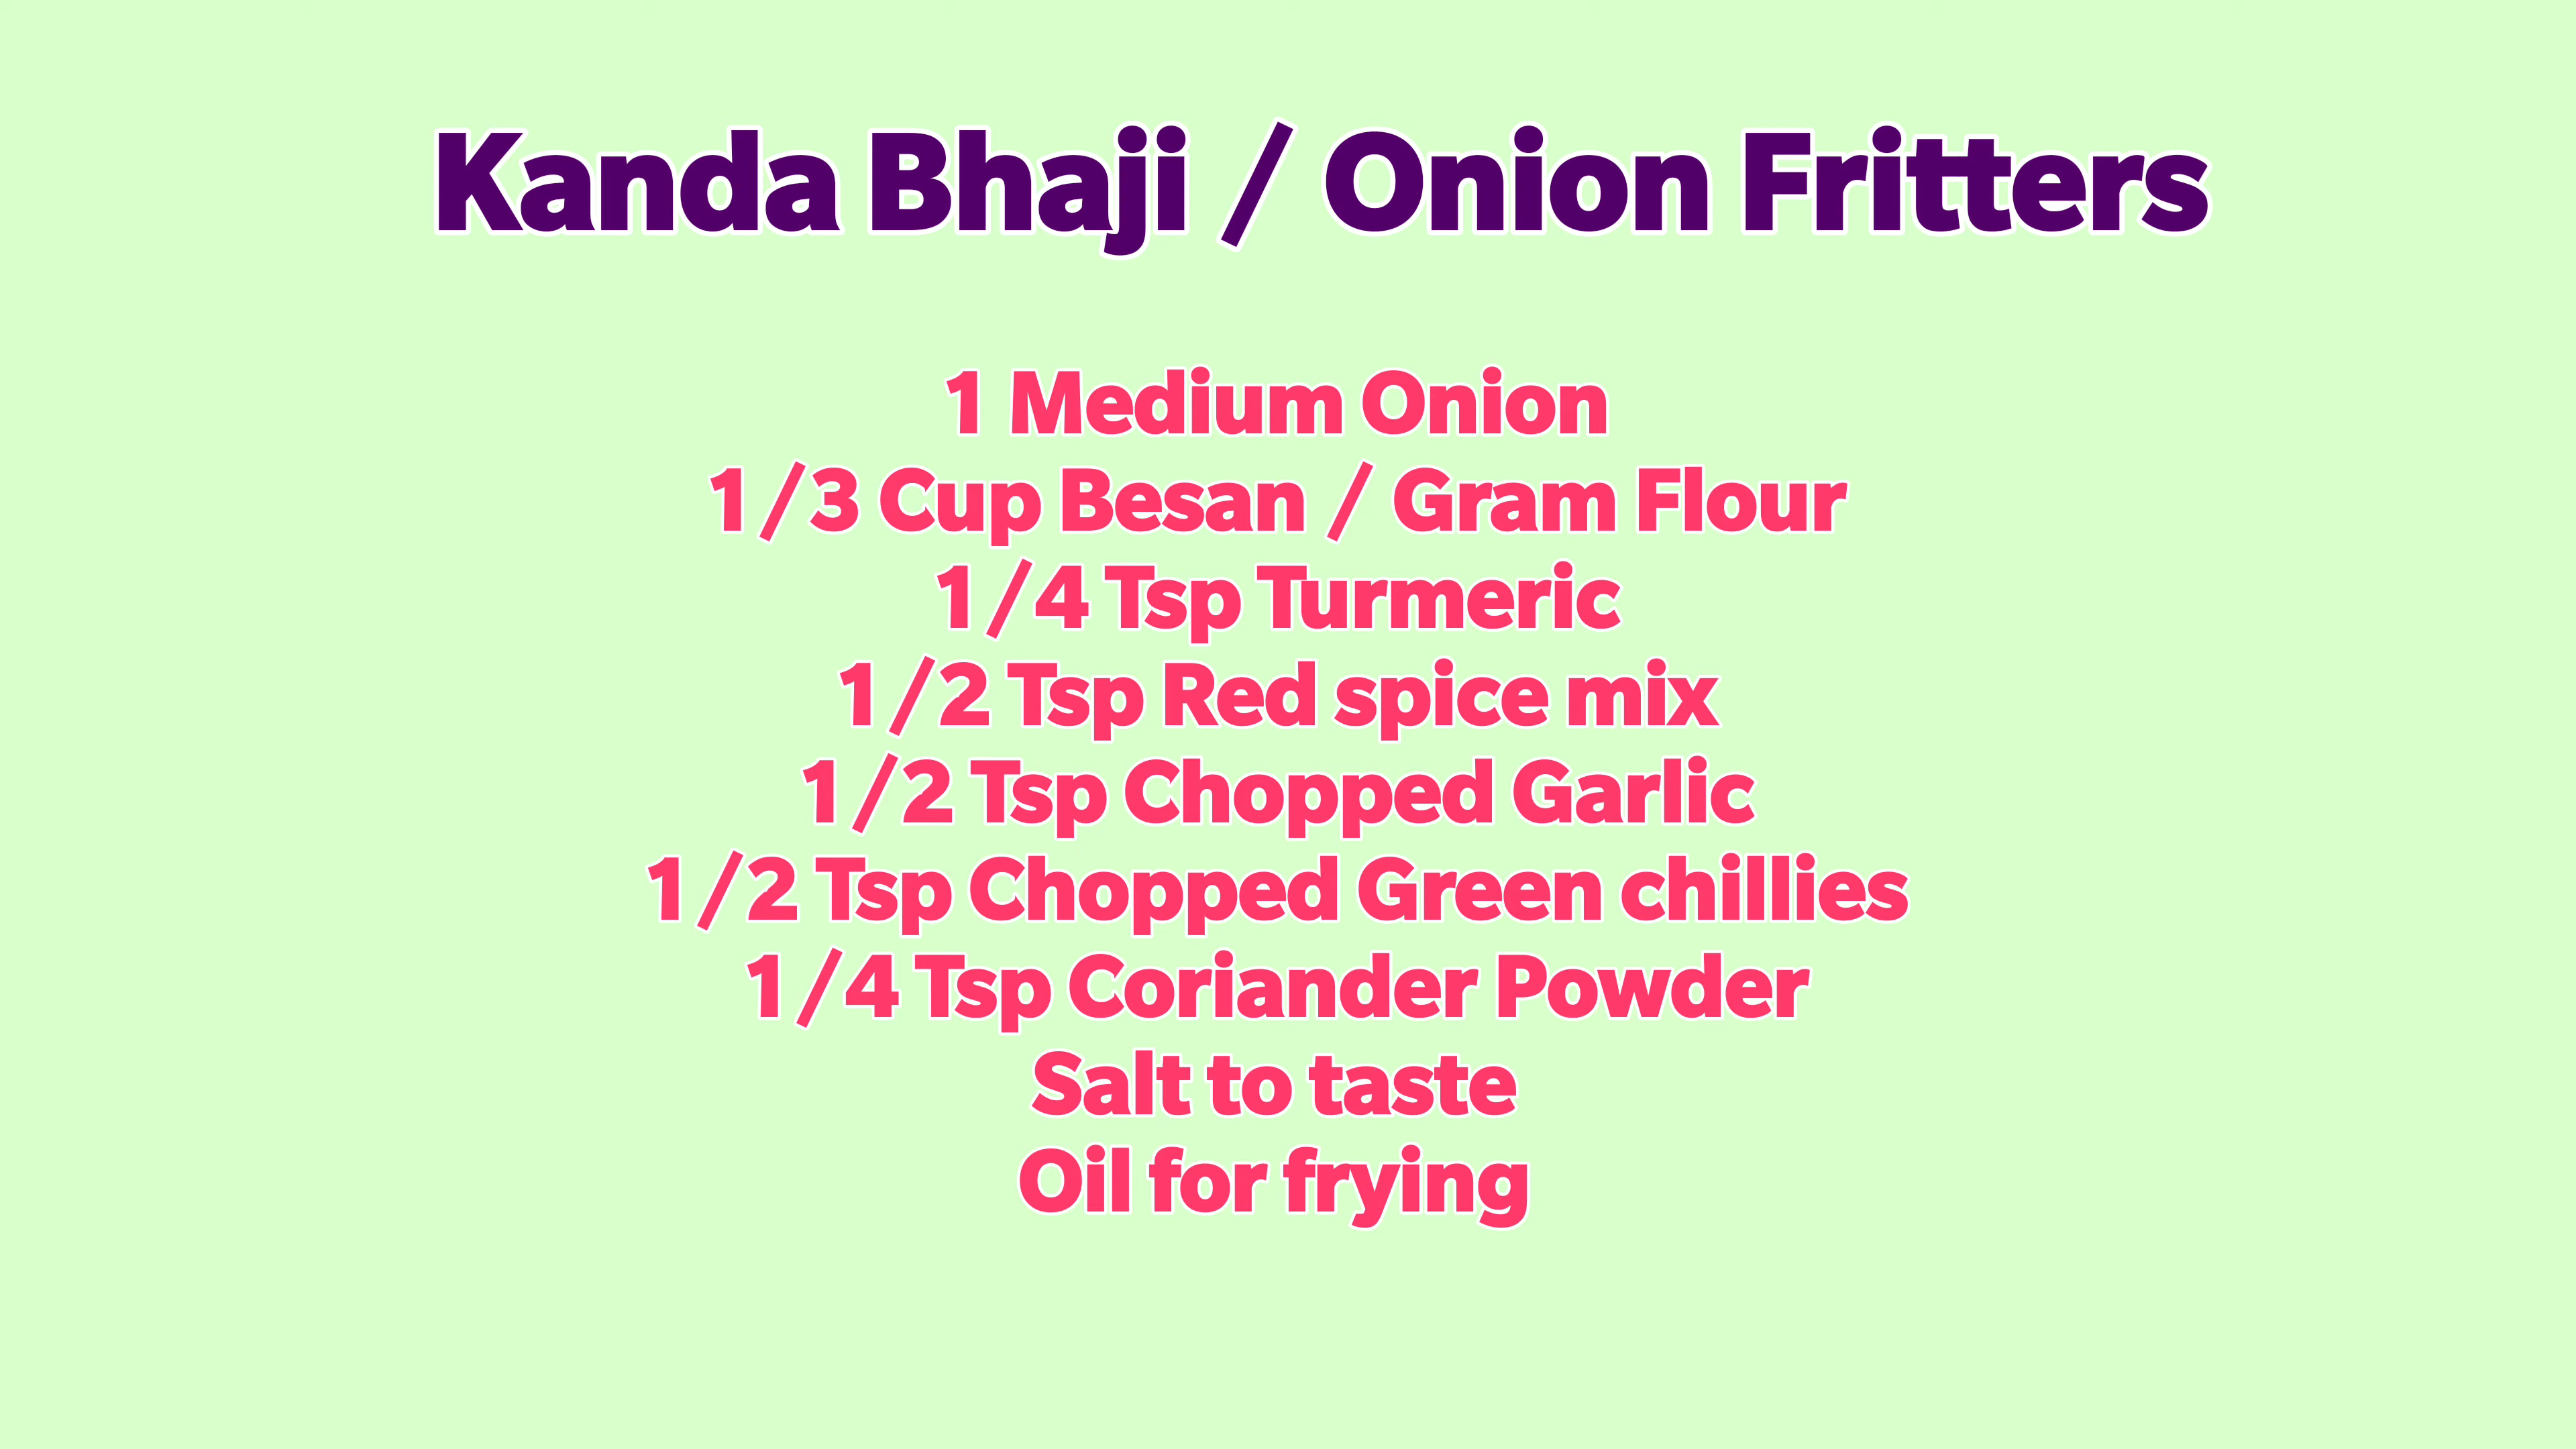 Kanda Bhaji / Onion Fritters
1 Medium Onion
1/3 Cup Besan / Gram Flour
1/4 Tsp Turmeric
1/2 Tsp Red spice mix
1/2 Tsp Chopped Garlic
1/2 Tsp Chopped Green chillies
1/4 Tsp Coriander Powder
Salt to taste
Oil for frying